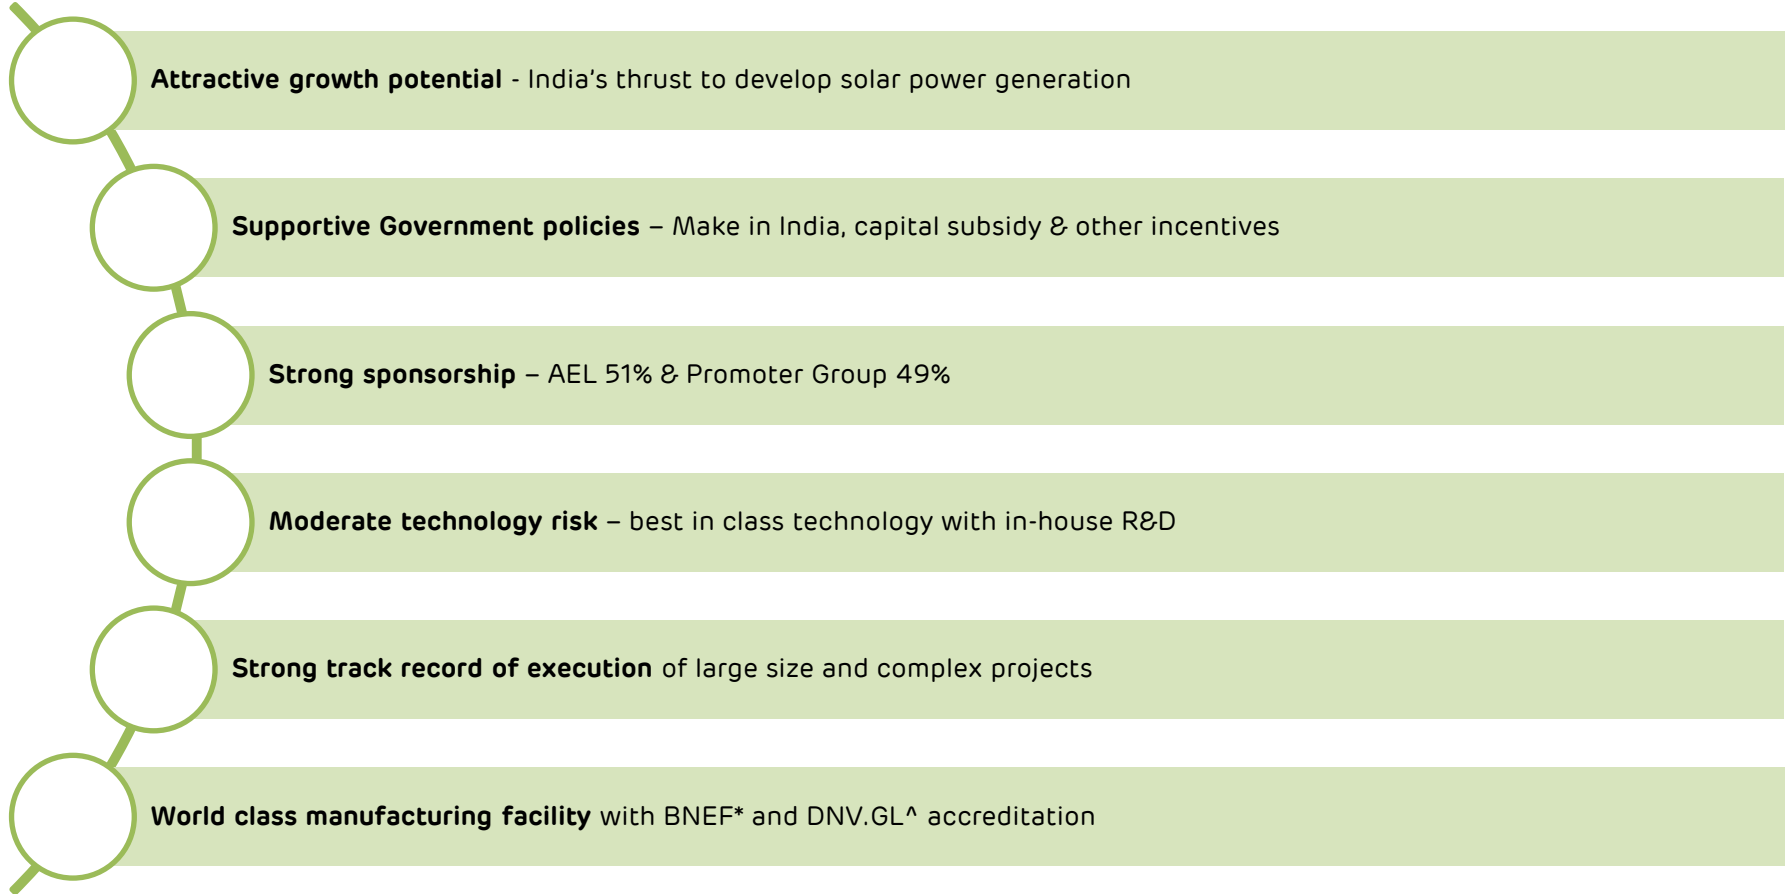 Attractive growth potential - India's thrust to develop solar power generation
Supportive Government policies – Make in India, capital subsidy & other incentives
Strong sponsorship – AEL 51% & Promoter Group 49%
Moderate technology risk – best in class technology with in-house R&D
Strong track record of execution of large size and complex projects
World class manufacturing facility with BNEF* and DNV.GL^ accreditation